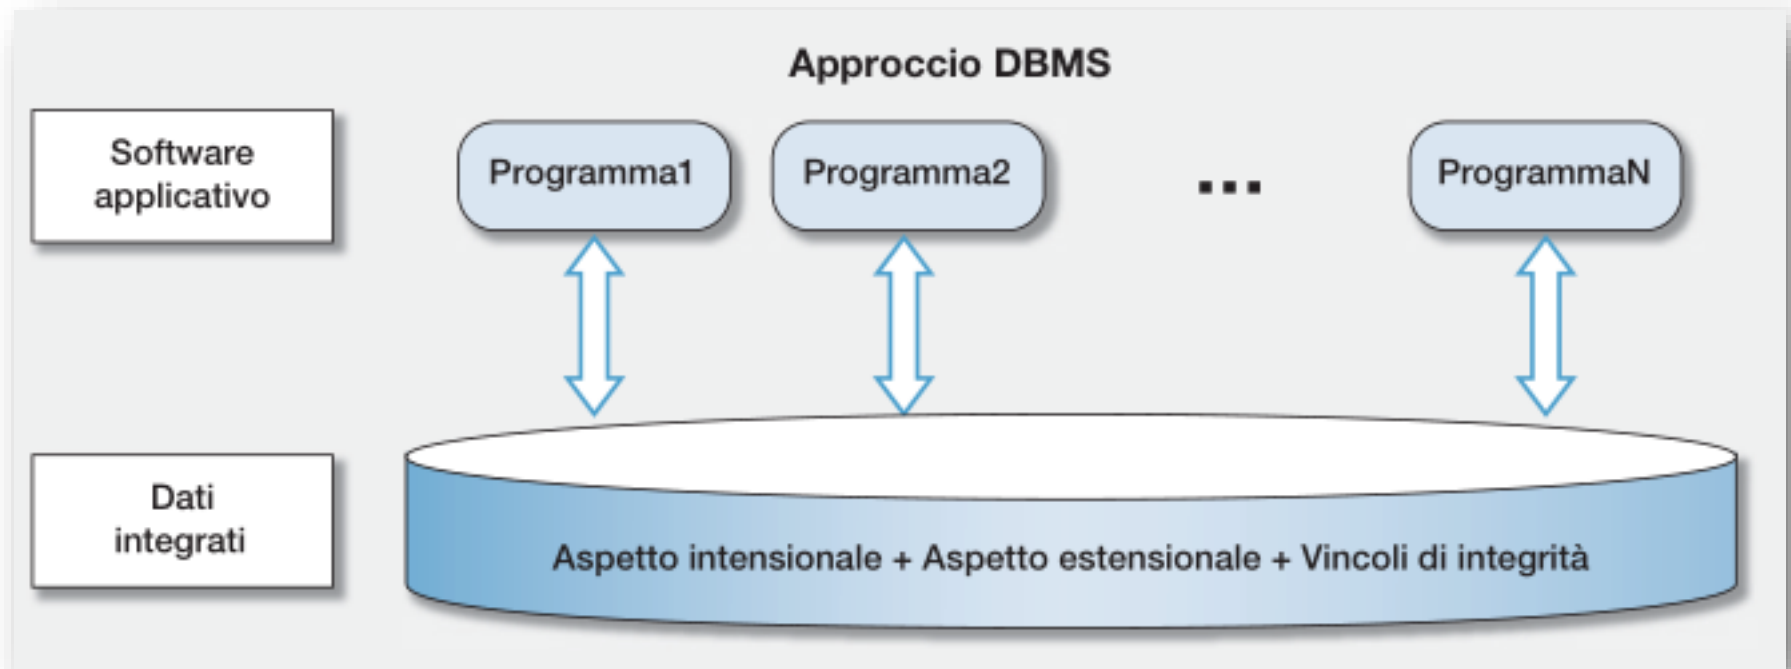 Approccio DBMS
Software
applicativo
Programma1
Programma2
...
ProgrammaN
Dati
integrati
Aspetto intensionale + Aspetto estensionale + Vincoli di integrità